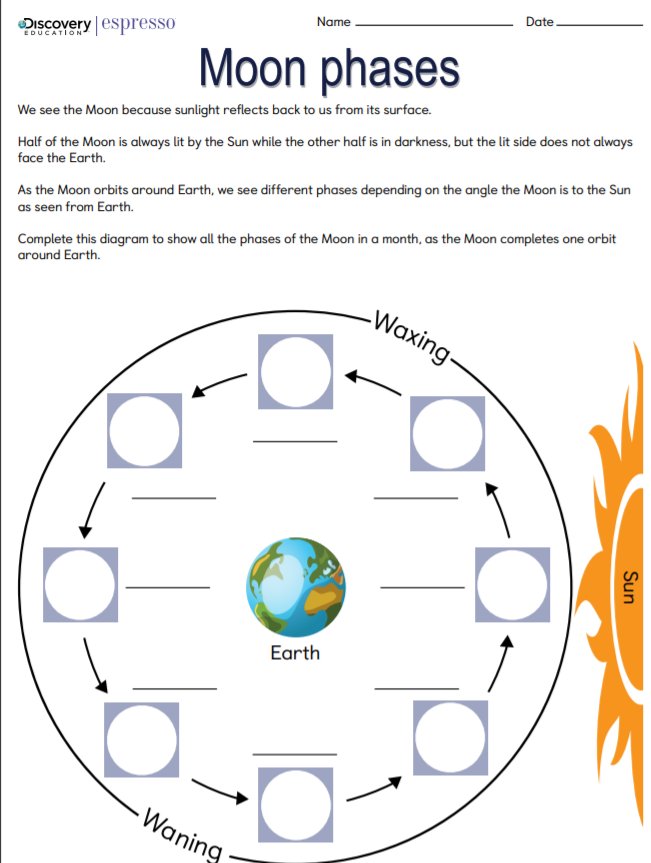 Discovery EDUCATION | espresso
Name
Date
Moon phases
We see the Moon because sunlight reflects back to us from its surface.
Half of the Moon is always lit by the Sun while the other half is in darkness, but the lit side does not always
face the Earth.
As the Moon orbits around Earth, we see different phases depending on the angle the Moon is to the Sun
as seen from Earth.
Complete this diagram to show all the phases of the Moon in a month, as the Moon completes one orbit
around Earth.
Waxing
Sun
Earth
Waning